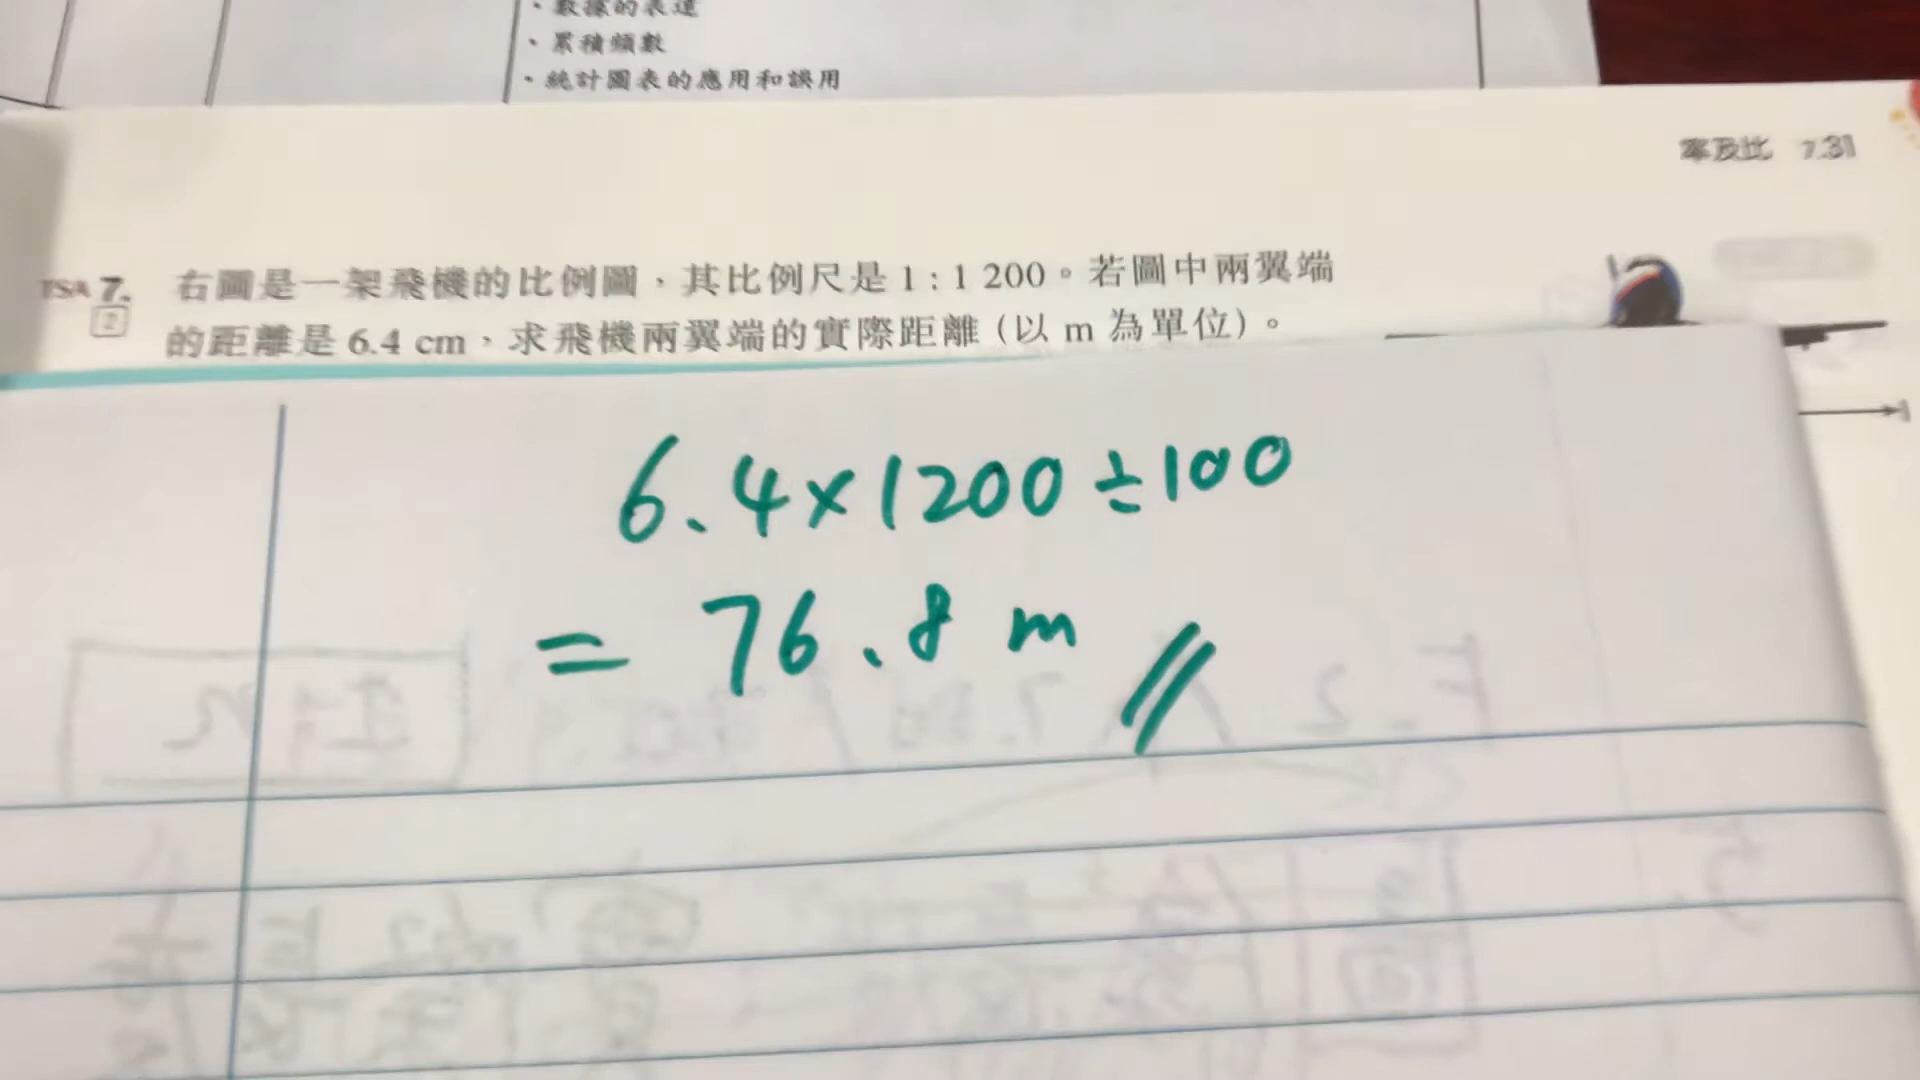 · 數據的表達
· 累積頻數
· 統計圖表的應用和誤用
率及比 7.31
TSA 7. 右圖是一架飛機的比例圖，其比例尺是 1 : 1 200。若圖中兩翼端
2 的距離是 6.4 cm，求飛機兩翼端的實際距離 (以 m 為單位)。
6.4×1200÷100
= 76.8 m